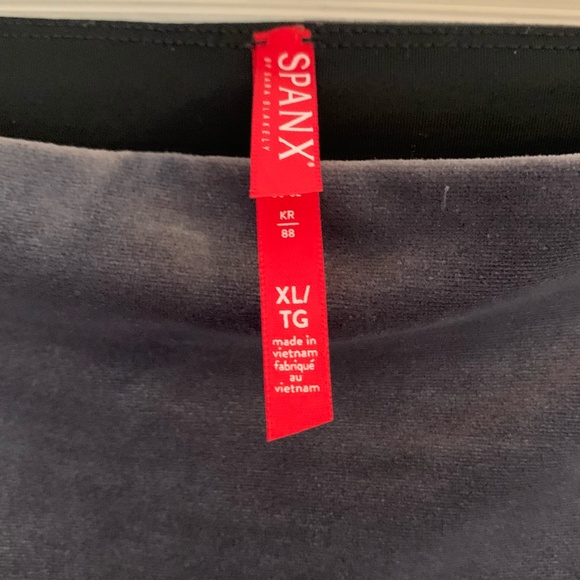 SPANX®
BY SARA BLAKELY
KR
88
XL/
TG
made in
vietnam
fabriqué
au
vietnam